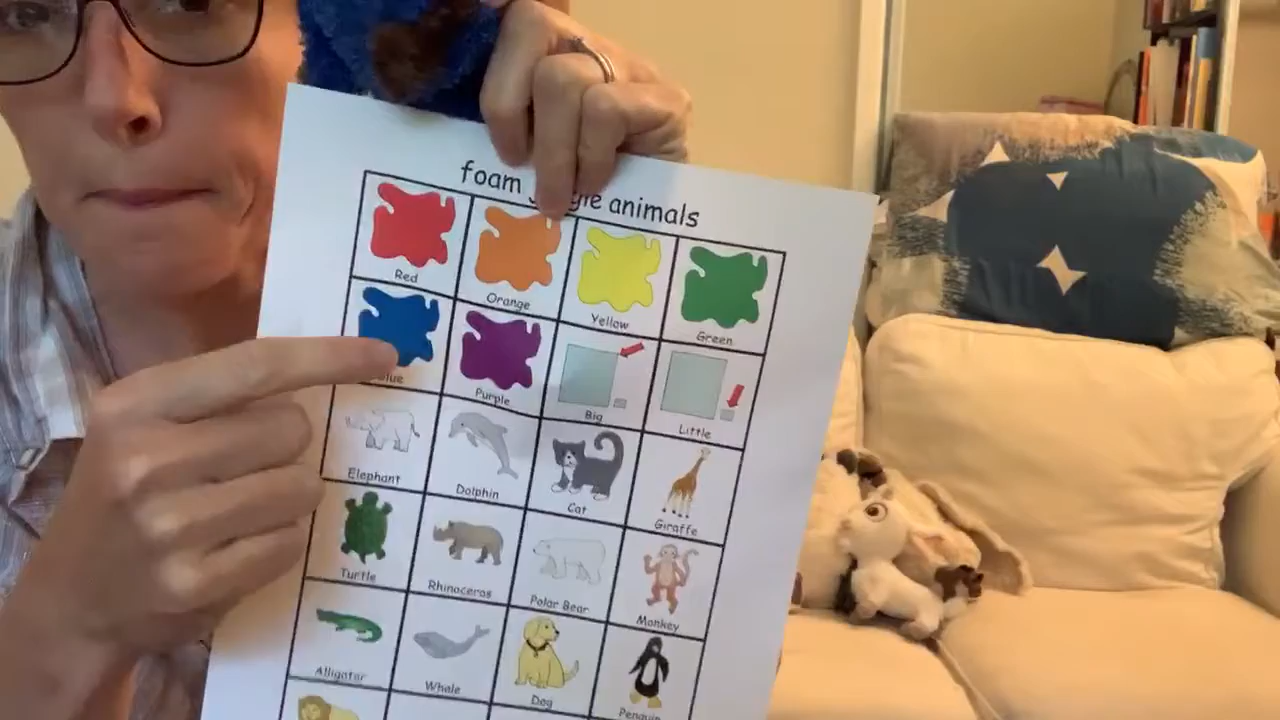 foam animals
Red Orange Yellow Green
Purple Big Little
Elephant Dolphin Cat Giraffe
Turtle Rhinoceros Polar Bear Monkey
Alligator Whale Dog Penguin